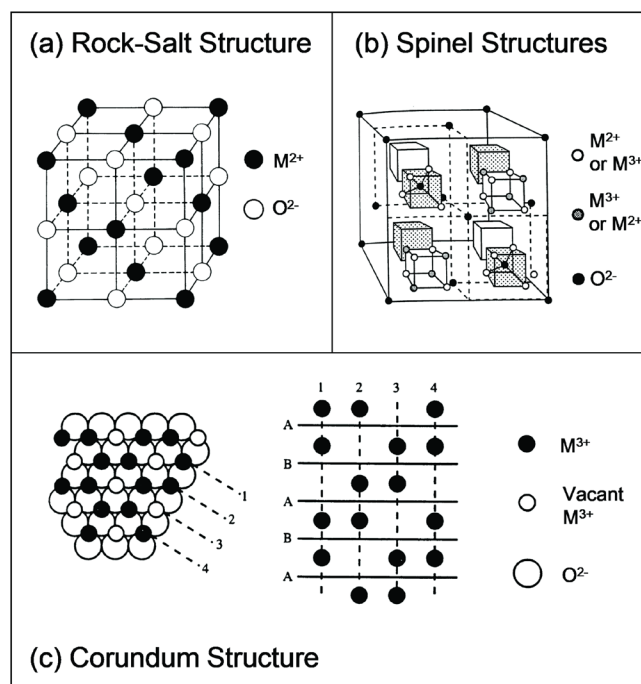 (a) Rock-Salt Structure
M²⁺
O²⁻
(b) Spinel Structures
M²⁺
or M³⁺
M³⁺
or M²⁺
O²⁻
1
2
3
4
1 2 3 4
A
B
A
B
A
M³⁺
Vacant
M³⁺
O²⁻
(c) Corundum Structure